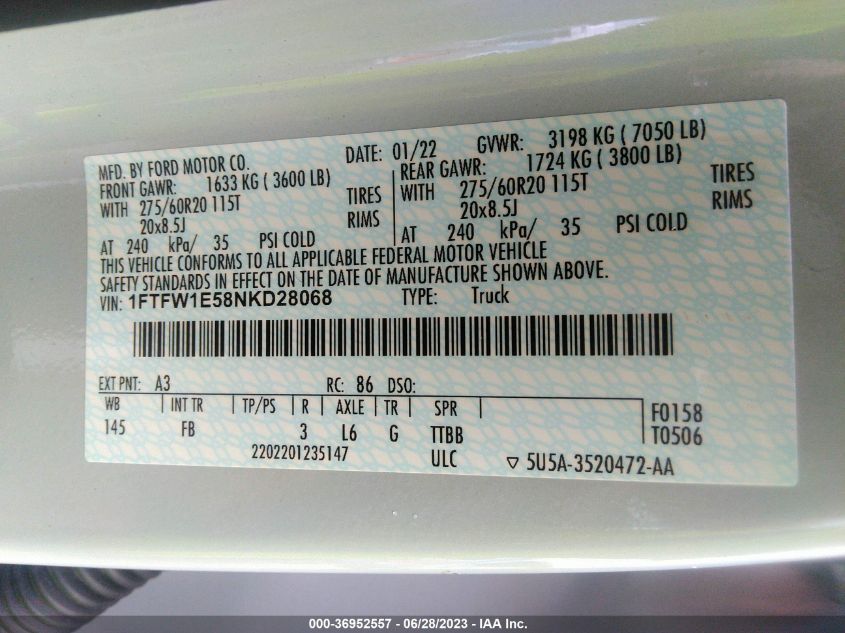 MFD. BY FORD MOTOR CO. DATE: 01/22 GVWR: 3198 KG ( 7050 LB)
FRONT GAWR: 1633 KG ( 3600 LB) REAR GAWR: 1724 KG ( 3800 LB)
WITH 275/60R20 115T TIRES WITH 275/60R20 115T TIRES
20x8.5J RIMS 20x8.5J RIMS
AT 240 kPa/ 35 PSI COLD AT 240 kPa/ 35 PSI COLD
THIS VEHICLE CONFORMS TO ALL APPLICABLE FEDERAL MOTOR VEHICLE
SAFETY STANDARDS IN EFFECT ON THE DATE OF MANUFACTURE SHOWN ABOVE.
VIN: 1FTFW1E58NKD28068 TYPE: Truck
EXT PNT: A3 RC: 86 DSO:
WB INT TR TP/PS R AXLE TR SPR F0158
145 FB 3 L6 G TTBB T0506
2202201235147 ULC ▽ 5U5A-3520472-AA
000-36952557 - 06/28/2023 - IAA Inc.